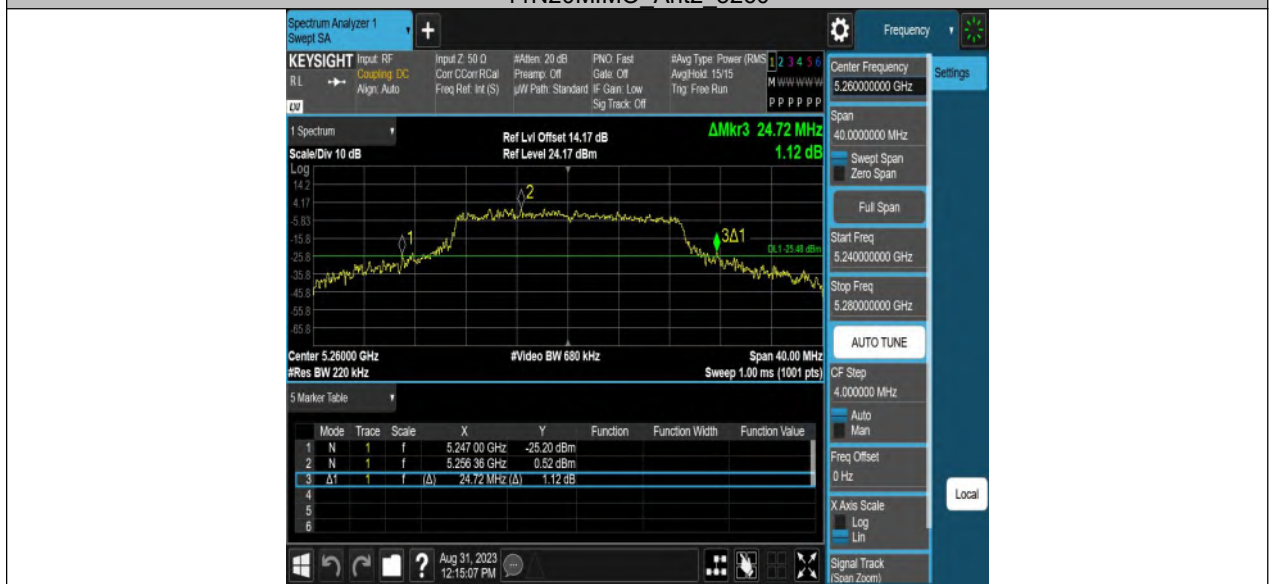 11N20MIMO_Ant2_5260
Spectrum Analyzer 1
Swept SA
Frequency
KEYSIGHT
RL
Input: RF
Coupling: DC
Align: Auto
Input Z: 50 Ω
Corr CCorr RCal
Freq Ref: Int (S)
#Atten: 20 dB
Preamp: Off
µW Path: Standard
PNO: Fast
Gate: Off
IF Gain: Low
Sig Track: Off
#Avg Type: Power (RMS
Avg|Hold: 15/15
Trig: Free Run
1 2 3 4 5 6
M W W W W W
P P P P P P
LXI
1 Spectrum
Scale/Div 10 dB
Ref Lvl Offset 14.17 dB
Ref Level 24.17 dBm
ΔMkr3 24.72 MHz
1.12 dB
Log
14.2
4.17
-5.83
-15.8
-25.8
-35.8
-45.8
-55.8
-65.8
1
2
3Δ1
DL1 -25.48 dBm
Center 5.26000 GHz
#Res BW 220 kHz
#Video BW 680 kHz
Span 40.00 MHz
Sweep 1.00 ms (1001 pts)
5 Marker Table
Mode Trace Scale X Y Function Function Width Function Value
1 N 1 f 5.247 00 GHz -25.20 dBm
2 N 1 f 5.256 36 GHz 0.52 dBm
3 Δ1 1 f (Δ) 24.72 MHz (Δ) 1.12 dB
4
5
6
?
Aug 31, 2023
12:15:07 PM
Center Frequency
5.260000000 GHz
Settings
Span
40.0000000 MHz
Swept Span
Zero Span
Full Span
Start Freq
5.240000000 GHz
Stop Freq
5.280000000 GHz
AUTO TUNE
CF Step
4.000000 MHz
Auto
Man
Freq Offset
0 Hz
Local
X Axis Scale
Log
Lin
Signal Track
(Span Zoom)